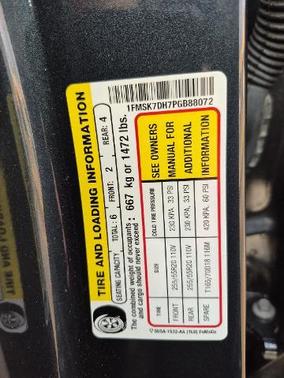 1FMSK7DH7PGB88072
TIRE AND LOADING INFORMATION
SEATING CAPACITY TOTAL: 6 FRONT: 2 REAR: 4
The combined weight of occupants and cargo should never exceed: 667 kg or 1472 lbs.
TIRE SIZE COLD TIRE PRESSURE
FRONT 255/55R20 110V 230 KPA, 33 PSI
REAR 255/55R20 110V 230 KPA, 33 PSI
SPARE T165/70D18 116M 420 KPA, 60 PSI
SEE OWNERS
MANUAL FOR
ADDITIONAL
INFORMATION